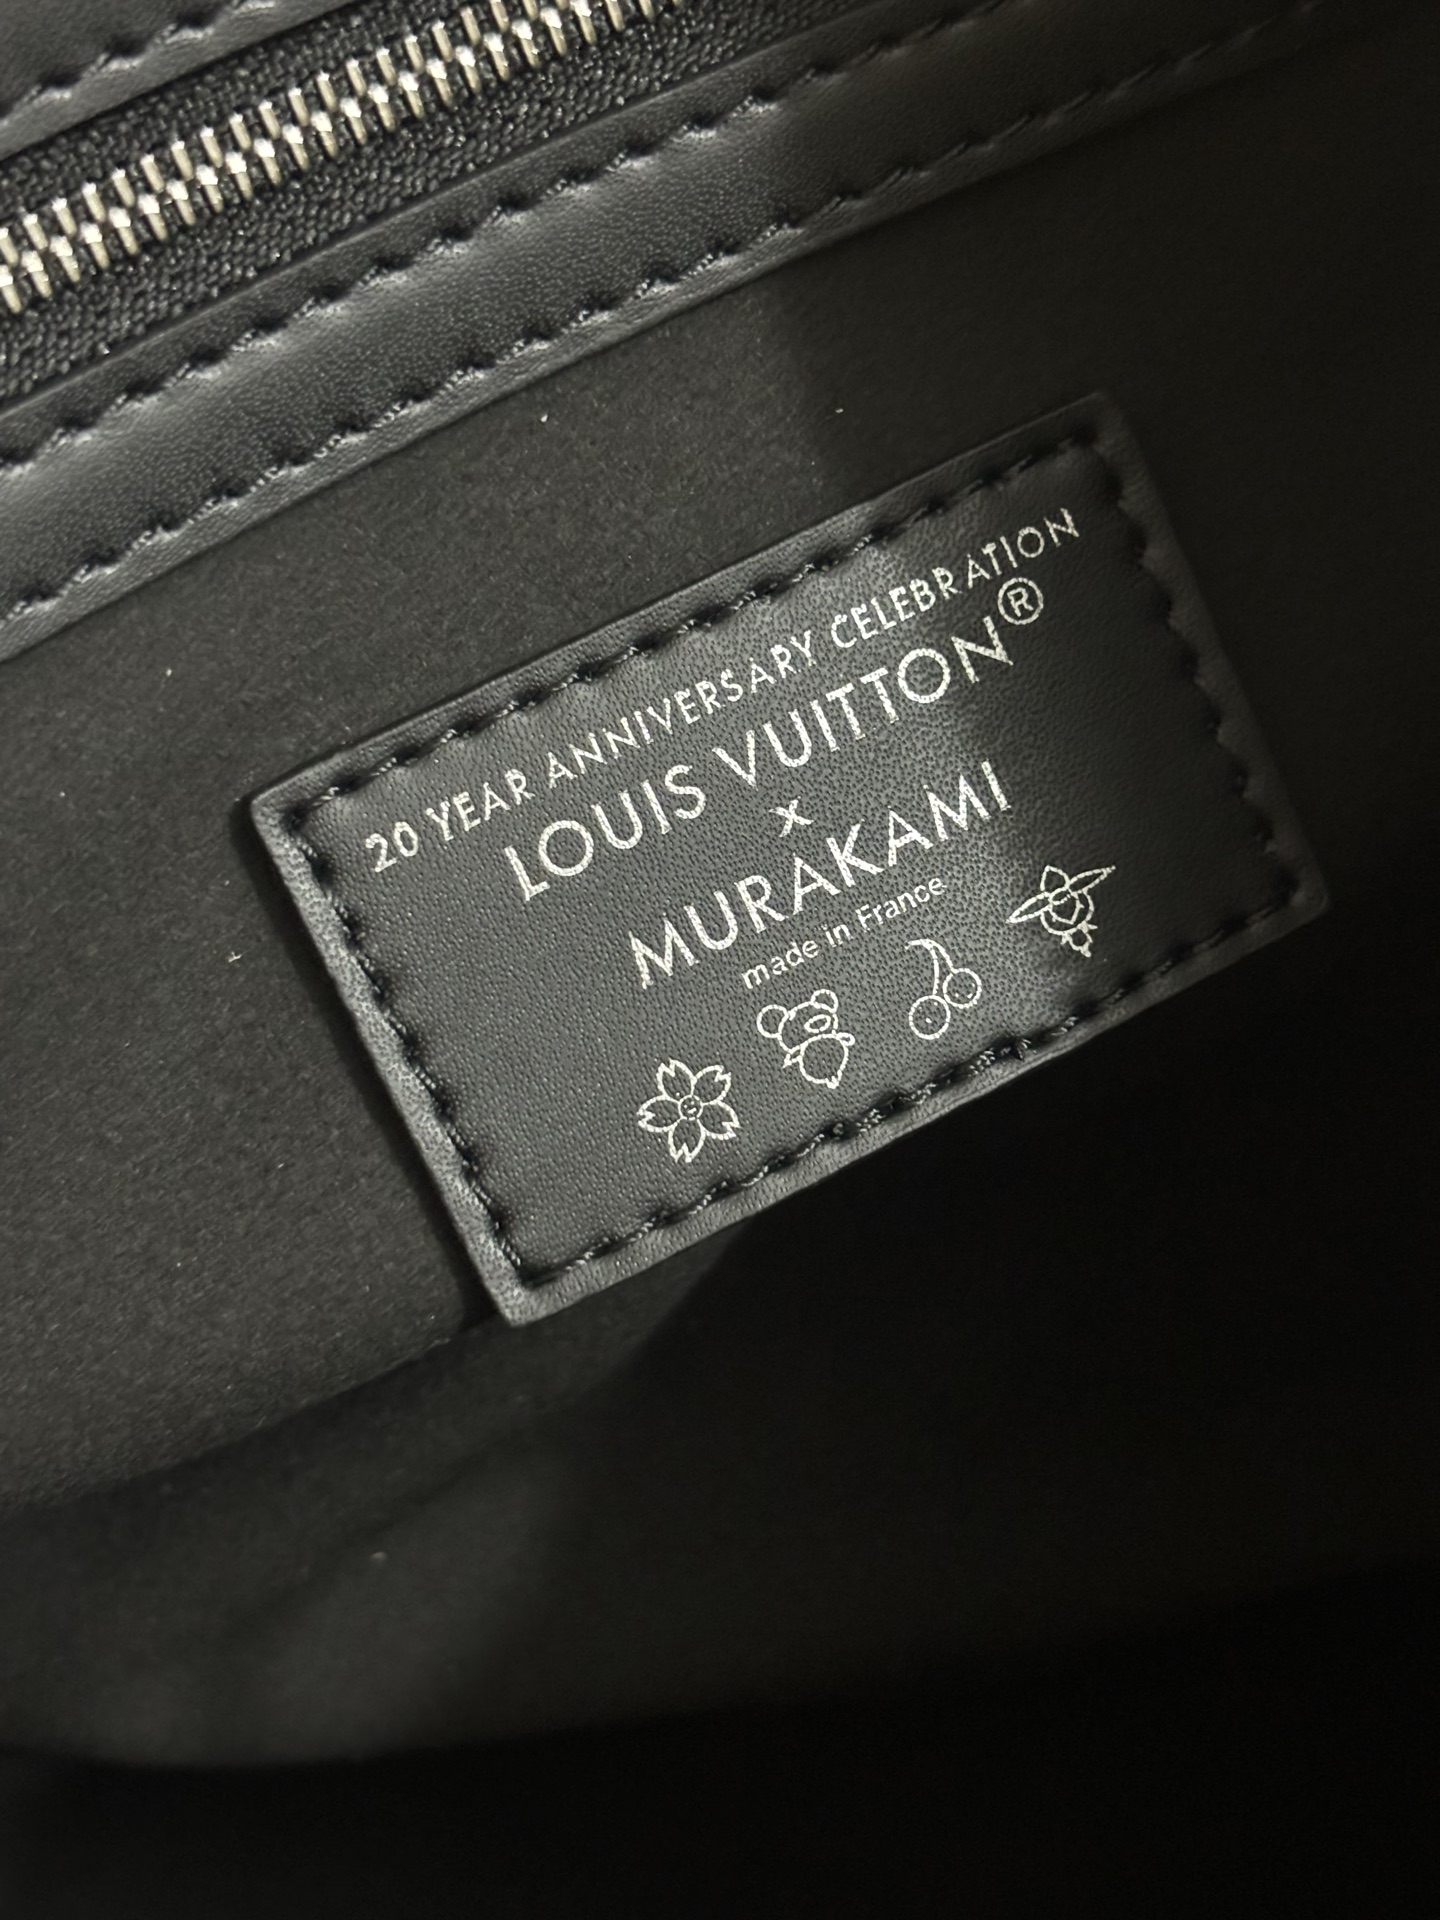 20 YEAR ANNIVERSARY CELEBRATION
LOUIS VUITTON®
x
MURAKAMI
made in France